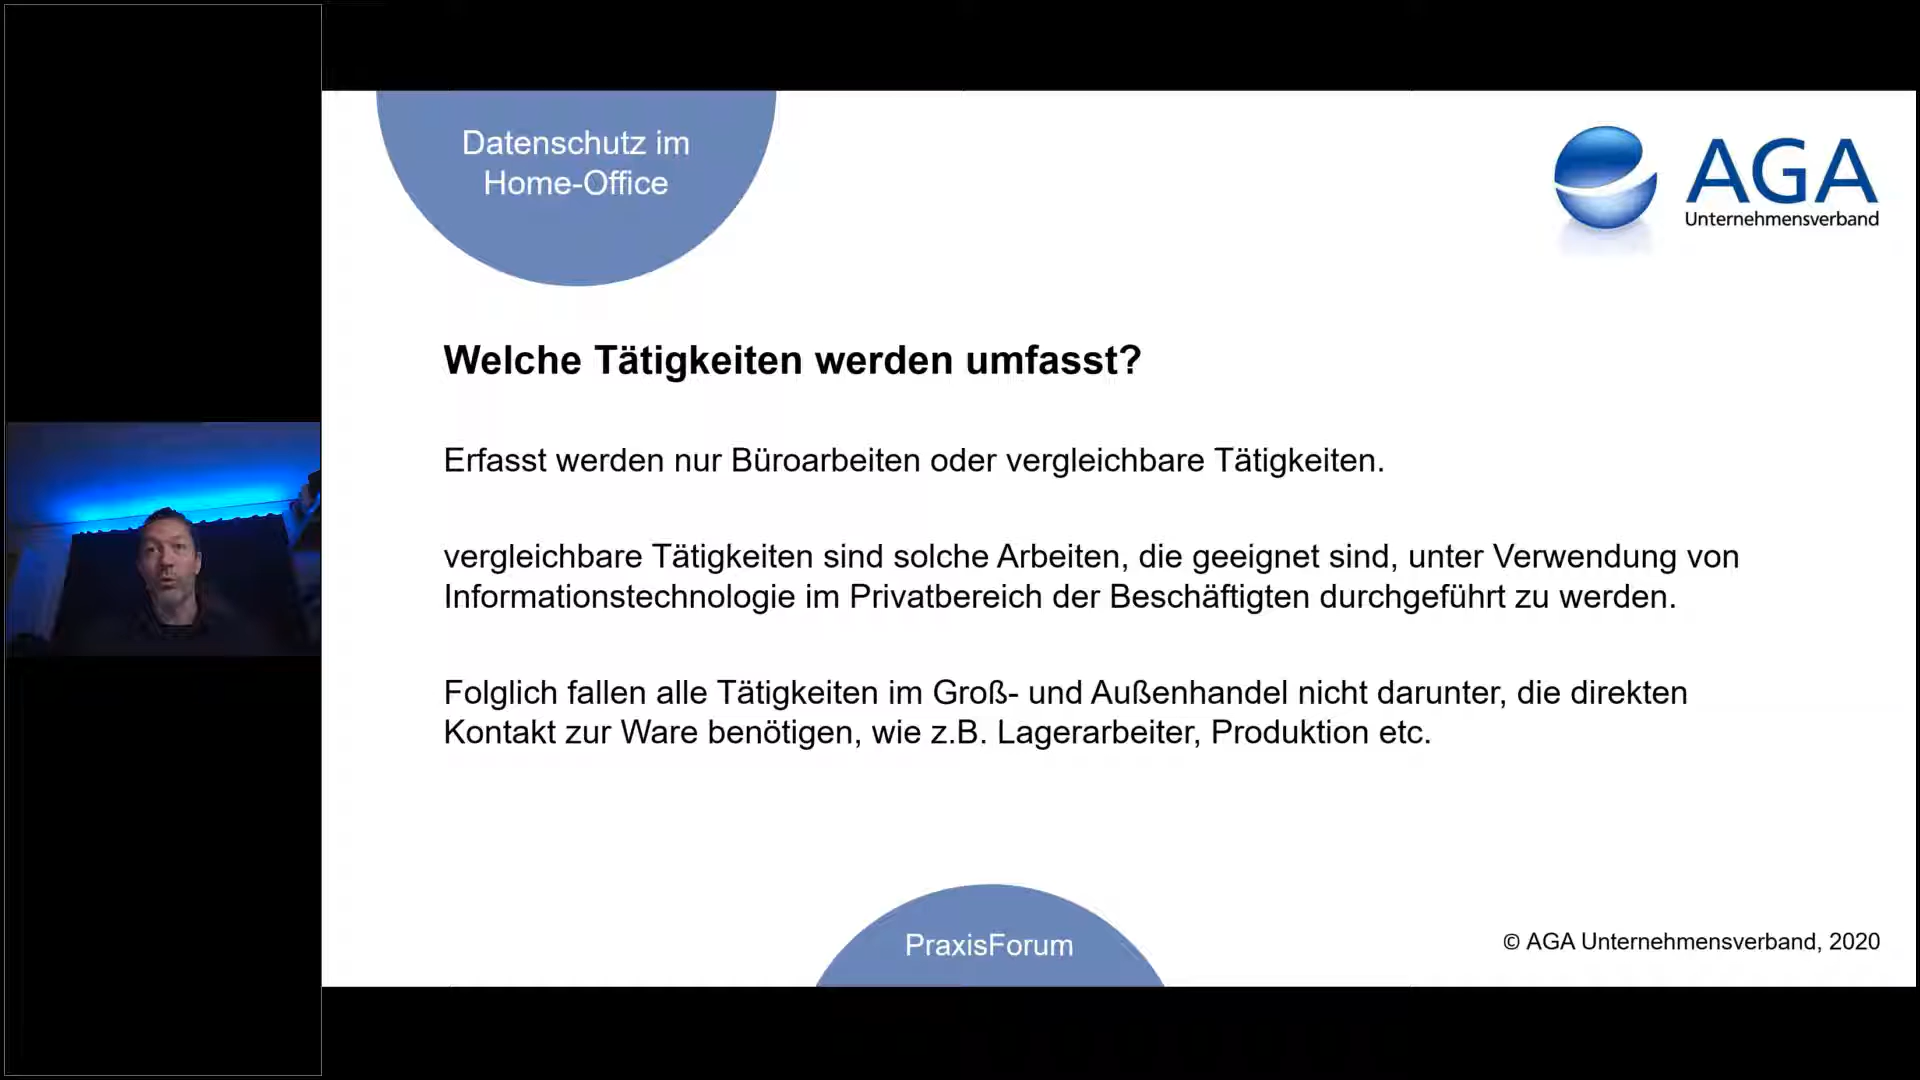 Datenschutz im
Home-Office
AGA
Unternehmensverband
Welche Tätigkeiten werden umfasst?
Erfasst werden nur Büroarbeiten oder vergleichbare Tätigkeiten.
vergleichbare Tätigkeiten sind solche Arbeiten, die geeignet sind, unter Verwendung von
Informationstechnologie im Privatbereich der Beschäftigten durchgeführt zu werden.
Folglich fallen alle Tätigkeiten im Groß- und Außenhandel nicht darunter, die direkten
Kontakt zur Ware benötigen, wie z.B. Lagerarbeiter, Produktion etc.
PraxisForum
© AGA Unternehmensverband, 2020